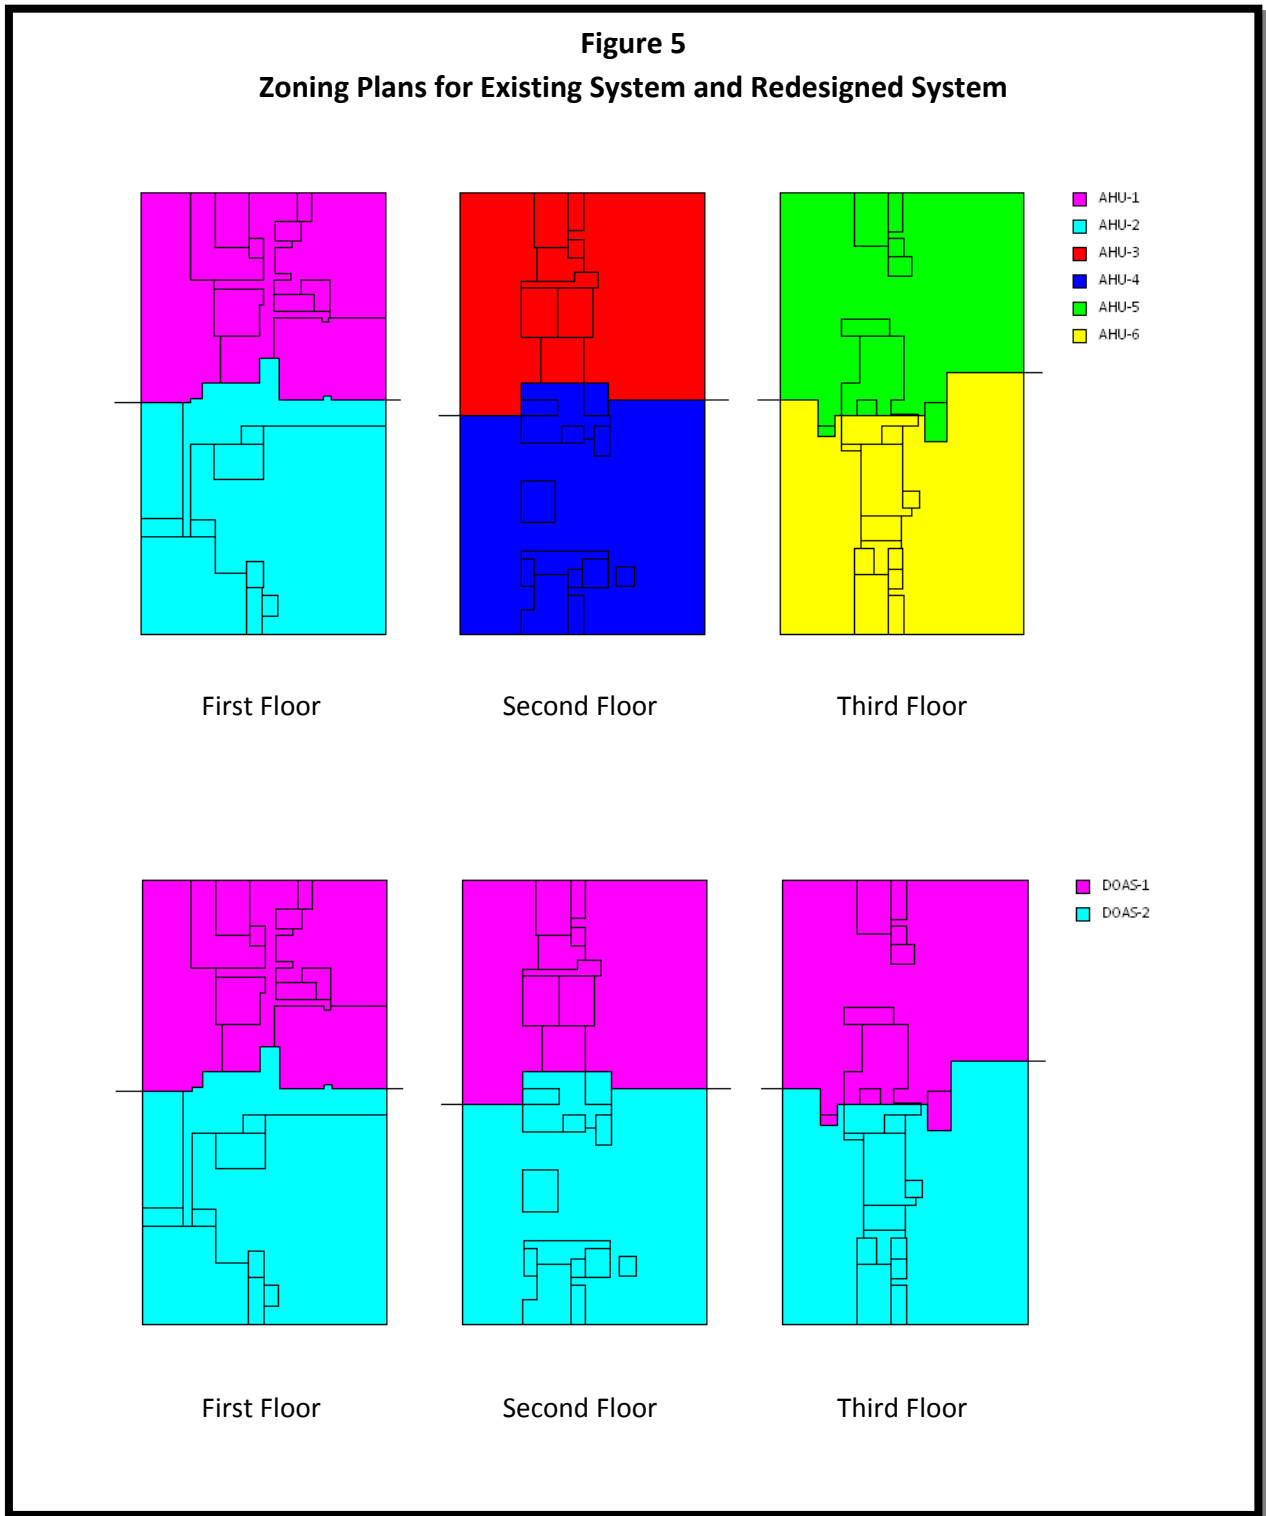 Figure 5
Zoning Plans for Existing System and Redesigned System
AHU-1
AHU-2
AHU-3
AHU-4
AHU-5
AHU-6
First Floor
Second Floor
Third Floor
DOAS-1
DOAS-2
First Floor
Second Floor
Third Floor